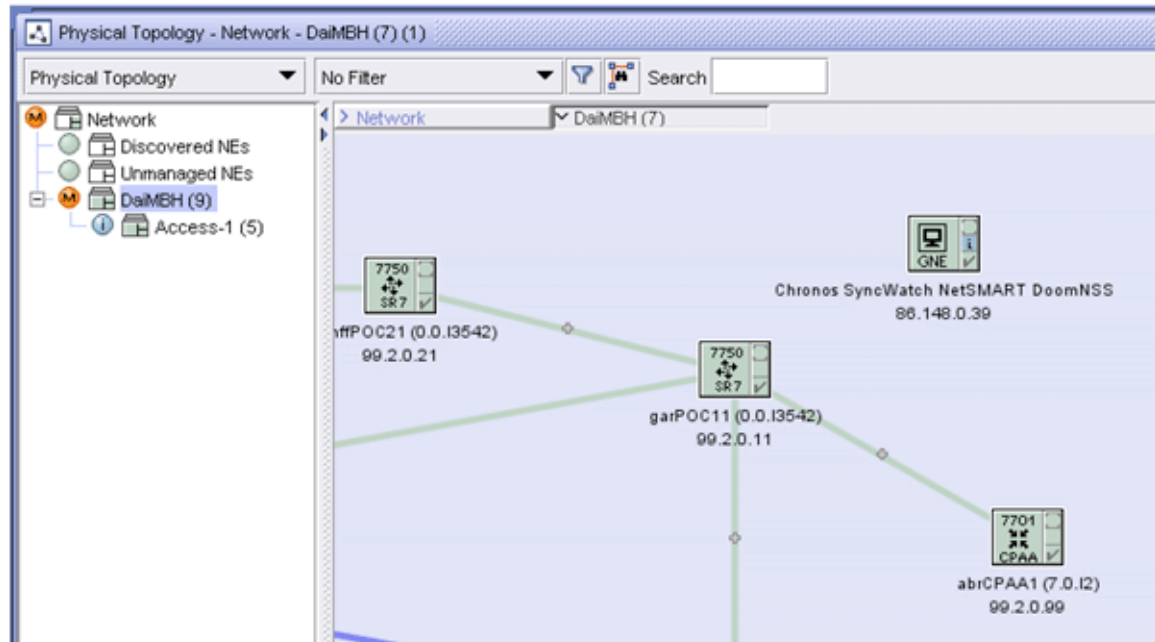 Physical Topology - Network - DaiMBH (7) (1)
Physical Topology
No Filter
Search
M
Network
Discovered NEs
Unmanaged NEs
M
DaiMBH (9)
i
Access-1 (5)
> Network
DaiMBH (7)
i
GNE
Chronos SyncWatch NetSMART DoomNSS
86.148.0.39
7750
SR7
(0.0.I3542)
99.2.0.21
7750
SR7
garPOC11 (0.0.I3542)
99.2.0.11
7701
CPAA
abrCPAA1 (7.0.I2)
99.2.0.99